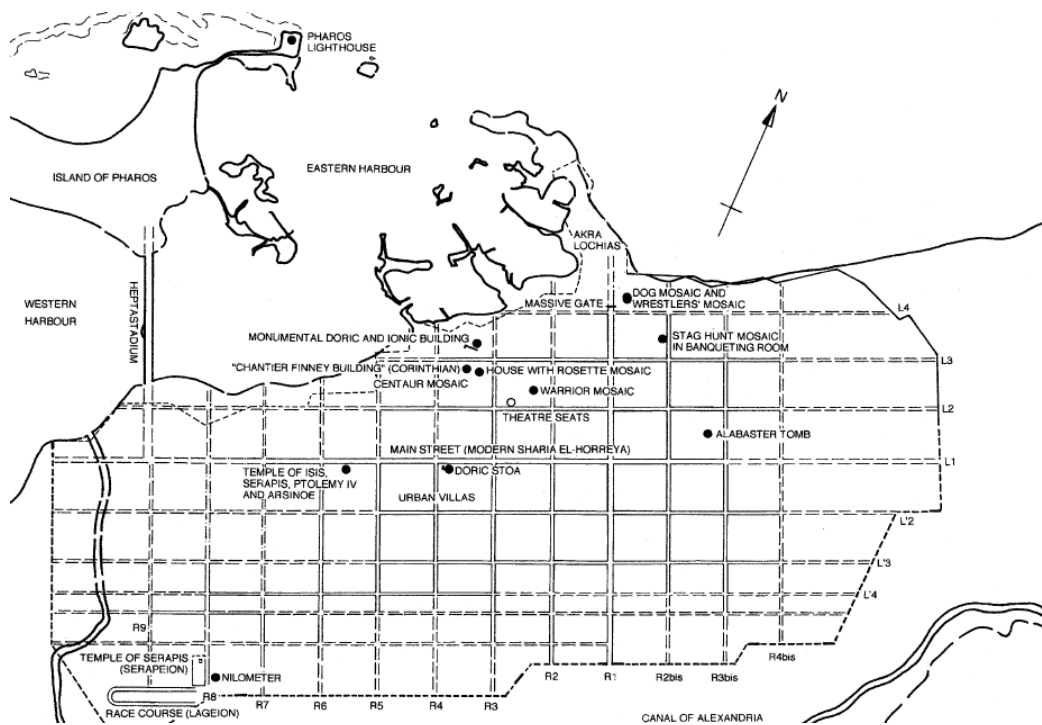 PHAROS
LIGHTHOUSE
N
ISLAND OF PHAROS
EASTERN HARBOUR
AKRA
LOCHIAS
WESTERN
HARBOUR
HEPTASTADIUM
MASSIVE GATE
DOG MOSAIC AND
WRESTLERS' MOSAIC
L4
MONUMENTAL DORIC AND IONIC BUILDING
STAG HUNT MOSAIC
IN BANQUETING ROOM
L3
"CHANTIER FINNEY BUILDING" (CORINTHIAN)
HOUSE WITH ROSETTE MOSAIC
CENTAUR MOSAIC
WARRIOR MOSAIC
L2
THEATRE SEATS
ALABASTER TOMB
MAIN STREET (MODERN SHARIA EL-HORREYA)
L1
TEMPLE OF ISIS,
SERAPIS, PTOLEMY IV
AND ARSINOE
DORIC STOA
URBAN VILLAS
L'2
L'3
L'4
R9
TEMPLE OF SERAPIS
(SERAPEION)
NILOMETER
R4bis
R2
R1
R2bis
R3bis
R8
R7
R6
R5
R4
R3
RACE COURSE (LAGEION)
CANAL OF ALEXANDRIA